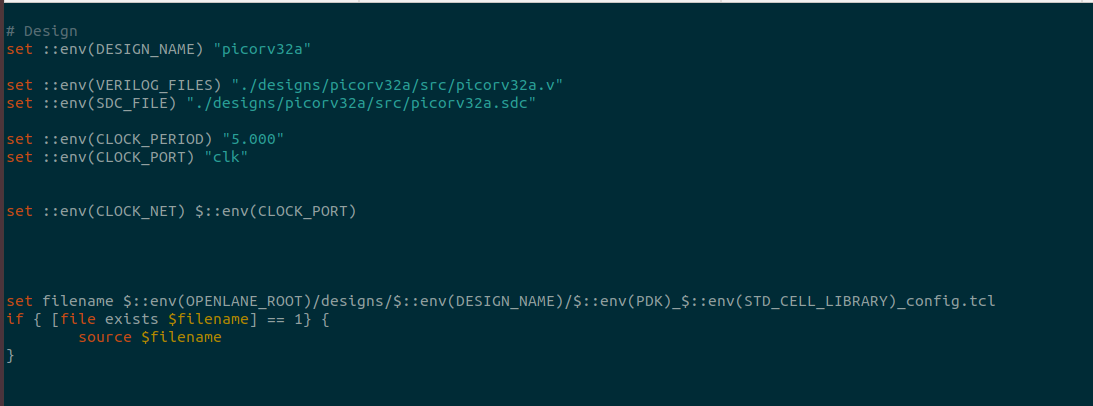 # Design
set ::env(DESIGN_NAME) "picorv32a"
set ::env(VERILOG_FILES) "./designs/picorv32a/src/picorv32a.v"
set ::env(SDC_FILE) "./designs/picorv32a/src/picorv32a.sdc"
set ::env(CLOCK_PERIOD) "5.000"
set ::env(CLOCK_PORT) "clk"
set ::env(CLOCK_NET) $::env(CLOCK_PORT)
set filename $::env(OPENLANE_ROOT)/designs/$::env(DESIGN_NAME)/$::env(PDK)_$::env(STD_CELL_LIBRARY)_config.tcl
if { [file exists $filename] == 1} {
        source $filename
}